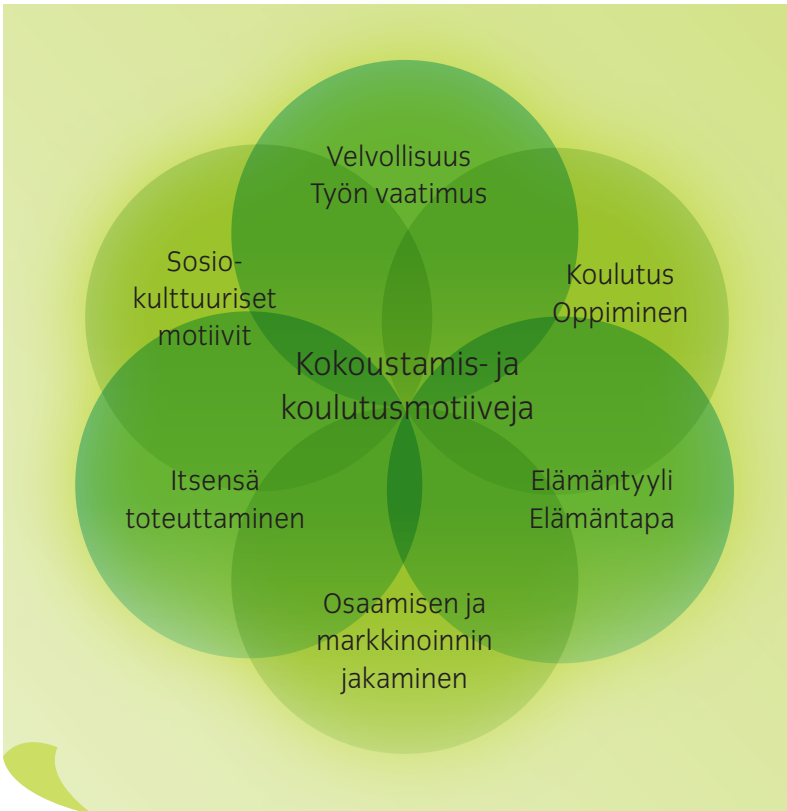 Velvollisuus
Työn vaatimus
Sosio-
kulttuuriset
motiivit
Koulutus
Oppiminen
Kokoustamis- ja
koulutusmotiiveja
Itsensä
toteuttaminen
Elämäntyyli
Elämäntapa
Osaamisen ja
markkinoinnin
jakaminen